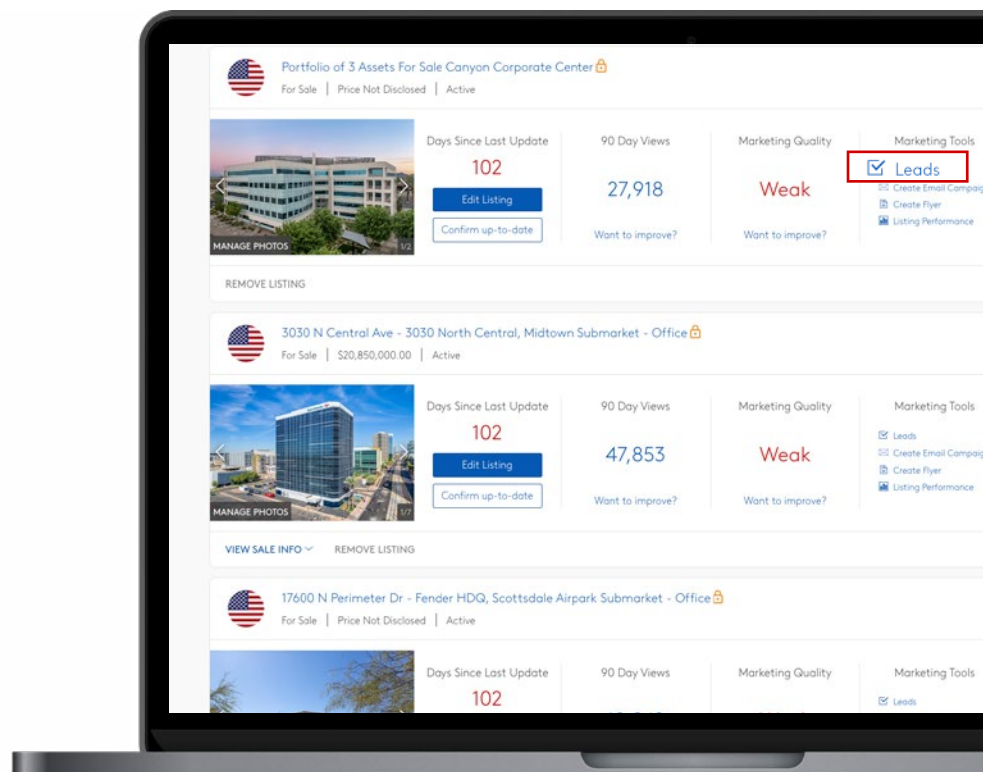 Portfolio of 3 Assets For Sale Canyon Corporate Center
For Sale | Price Not Disclosed | Active
Days Since Last Update
102
Edit Listing
Confirm up-to-date
90 Day Views
27,918
Want to improve?
Marketing Quality
Weak
Want to improve?
Marketing Tools
Leads
Create Email Campaig
Create Flyer
Listing Performance
MANAGE PHOTOS
1/2
REMOVE LISTING
3030 N Central Ave - 3030 North Central, Midtown Submarket - Office
For Sale | $20,850,000.00 | Active
Days Since Last Update
102
Edit Listing
Confirm up-to-date
90 Day Views
47,853
Want to improve?
Marketing Quality
Weak
Want to improve?
Marketing Tools
Leads
Create Email Campaig
Create Flyer
Listing Performance
MANAGE PHOTOS
1/7
VIEW SALE INFO REMOVE LISTING
17600 N Perimeter Dr - Fender HDQ, Scottsdale Airpark Submarket - Office
For Sale | Price Not Disclosed | Active
Days Since Last Update
102
90 Day Views
Marketing Quality
Marketing Tools
Leads